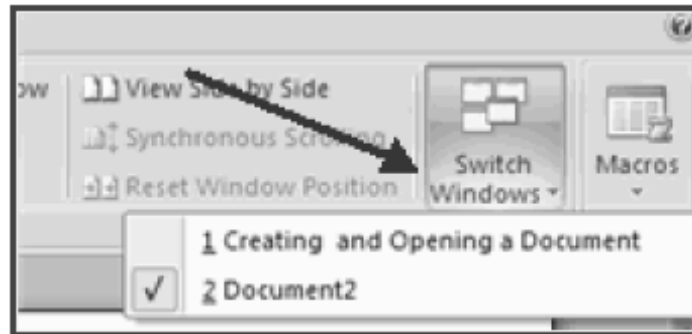 ow
View Side by Side
Synchronous Scrolling
Reset Window Position
Switch
Windows
Macros
1 Creating and Opening a Document
2 Document2